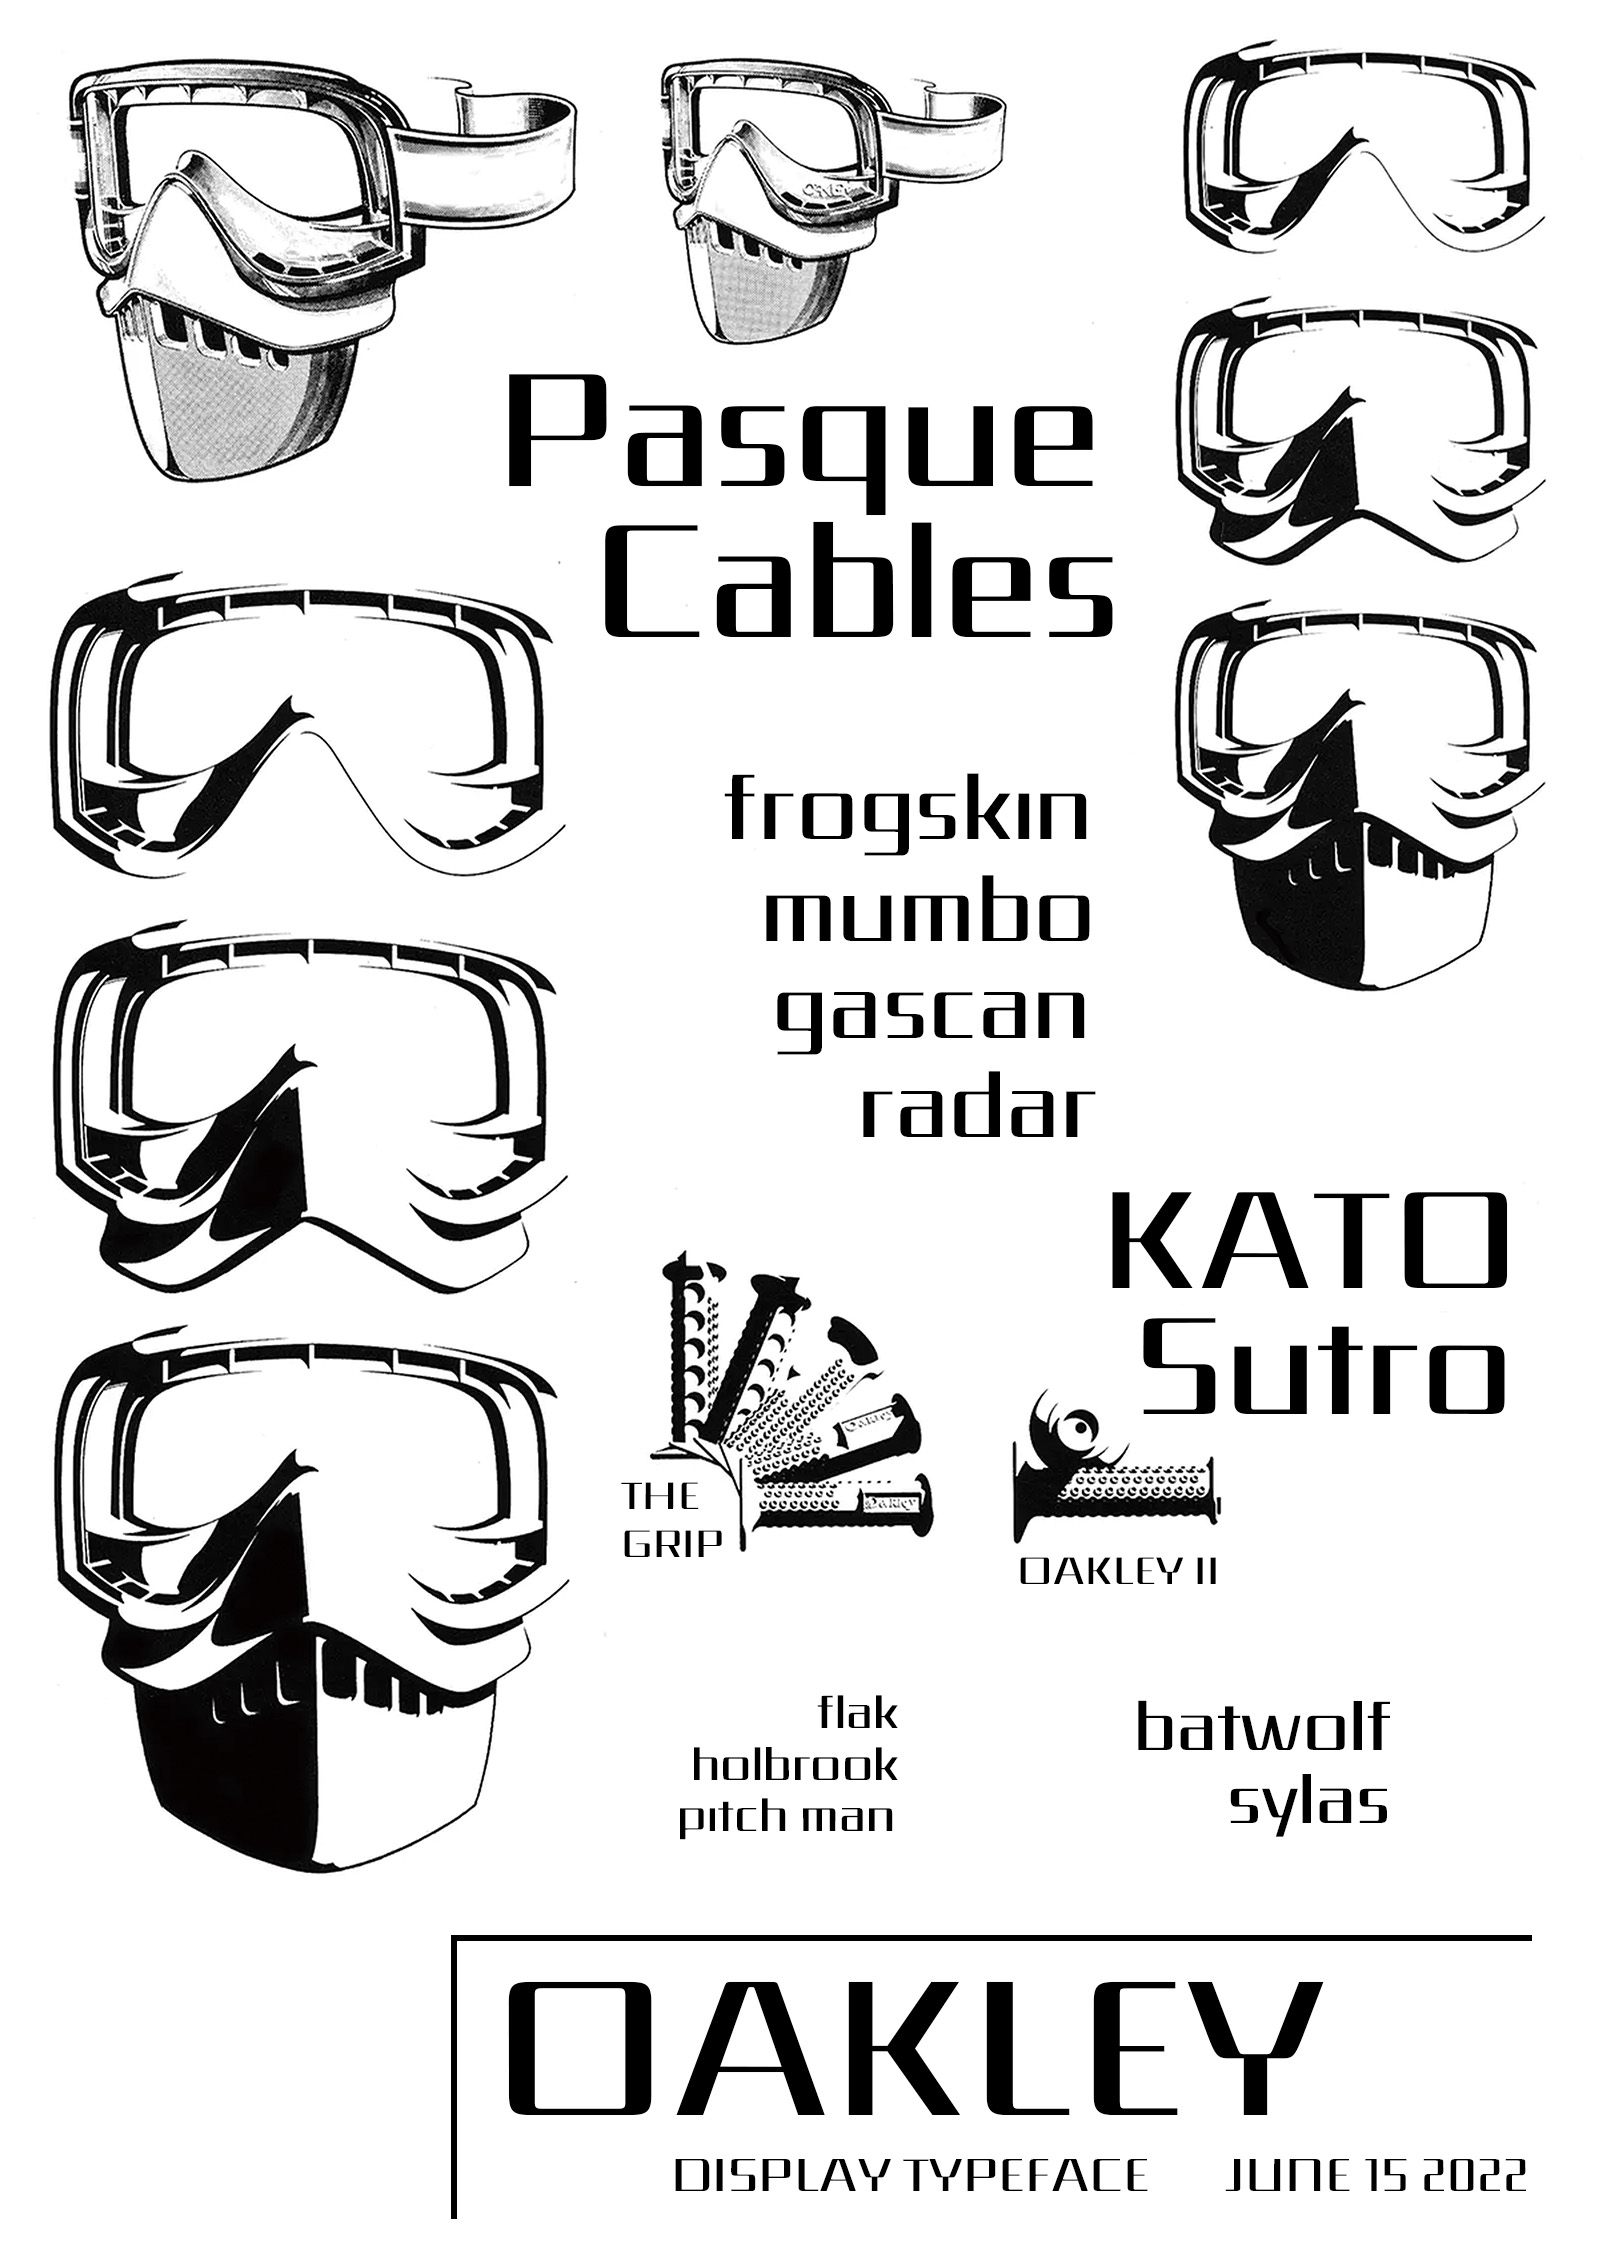 Pasque
Cables
frogskin
mumbo
gascan
radar
KATO
Sutro
Oakley
Oakley
THE
GRIP
OAKLEY II
flak
holbrook
pitch man
batwolf
sylas
OAKLEY
DISPLAY TYPEFACE JUNE 15 2022